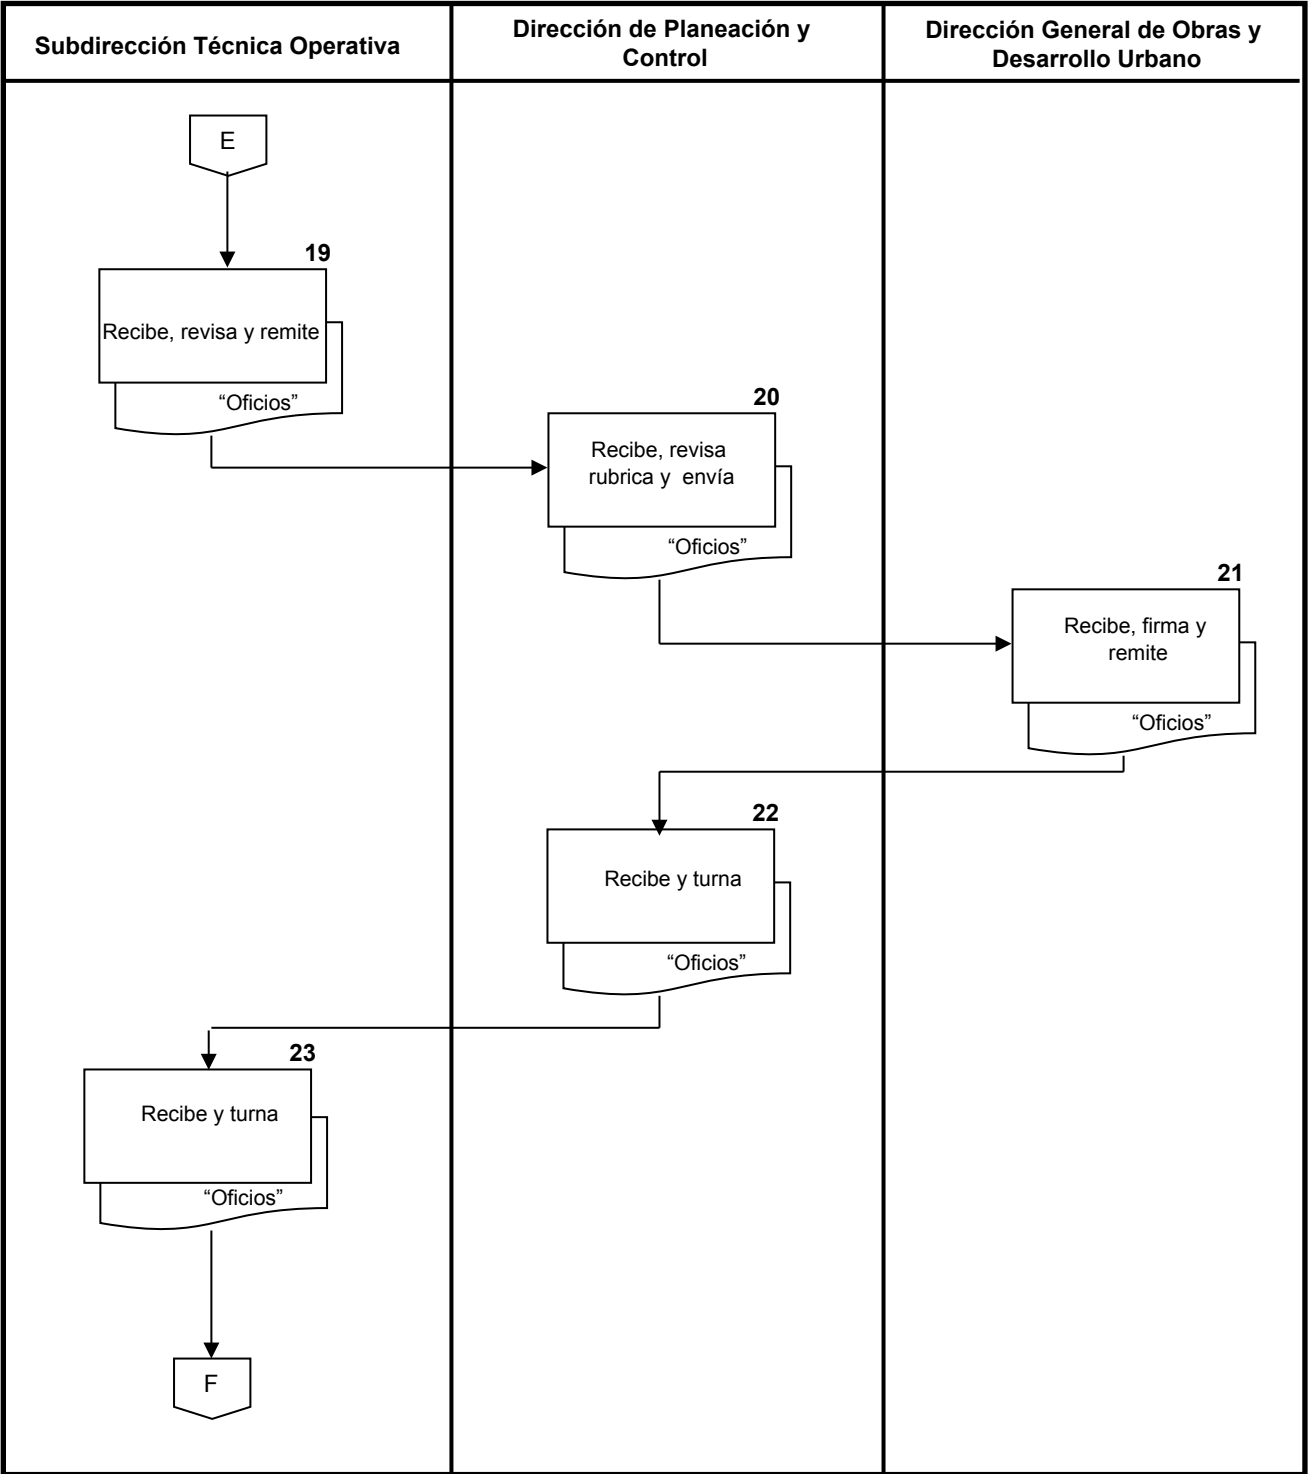 Subdirección Técnica Operativa
Dirección de Planeación y
Control
Dirección General de Obras y
Desarrollo Urbano
E
19
Recibe, revisa y remite
“Oficios”
20
Recibe, revisa
rubrica y envía
“Oficios”
21
Recibe, firma y
remite
“Oficios”
22
Recibe y turna
“Oficios”
23
Recibe y turna
“Oficios”
F